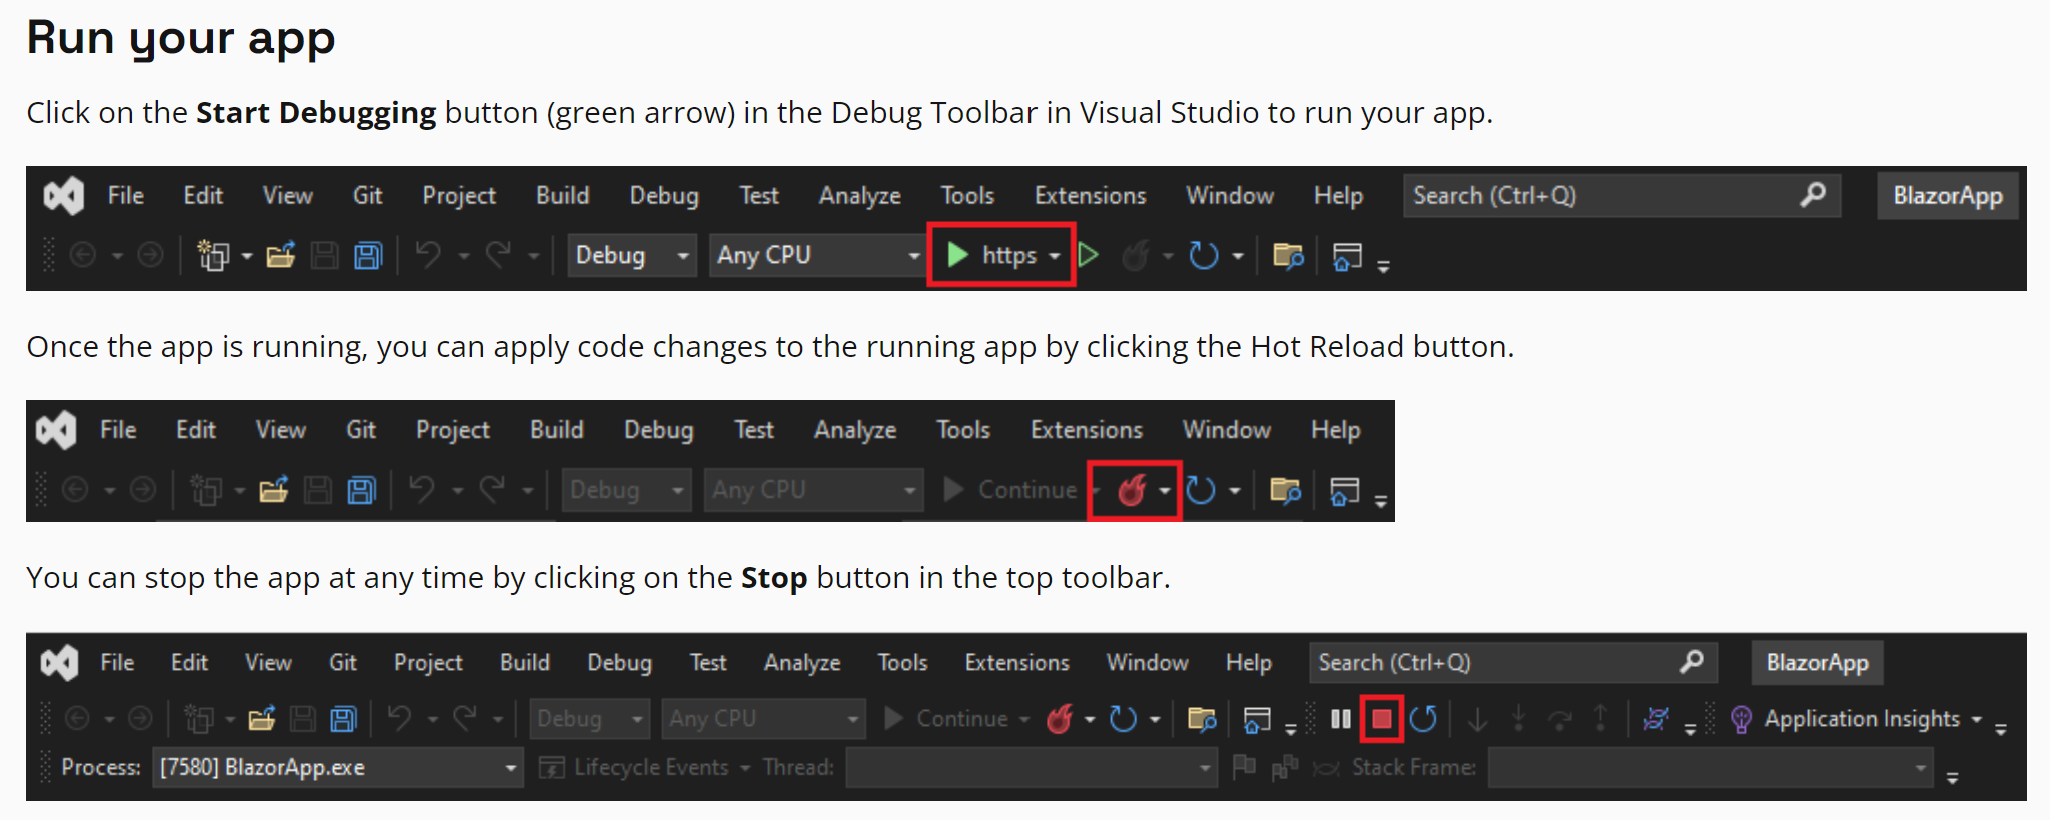 Run your app
Click on the Start Debugging button (green arrow) in the Debug Toolbar in Visual Studio to run your app.
File Edit View Git Project Build Debug Test Analyze Tools Extensions Window Help Search (Ctrl+Q) BlazorApp
Debug Any CPU https
Once the app is running, you can apply code changes to the running app by clicking the Hot Reload button.
File Edit View Git Project Build Debug Test Analyze Tools Extensions Window Help
Debug Any CPU Continue
You can stop the app at any time by clicking on the Stop button in the top toolbar.
File Edit View Git Project Build Debug Test Analyze Tools Extensions Window Help Search (Ctrl+Q) BlazorApp
Debug Any CPU Continue Application Insights
Process: [7580] BlazorApp.exe Lifecycle Events Thread: Stack Frame: